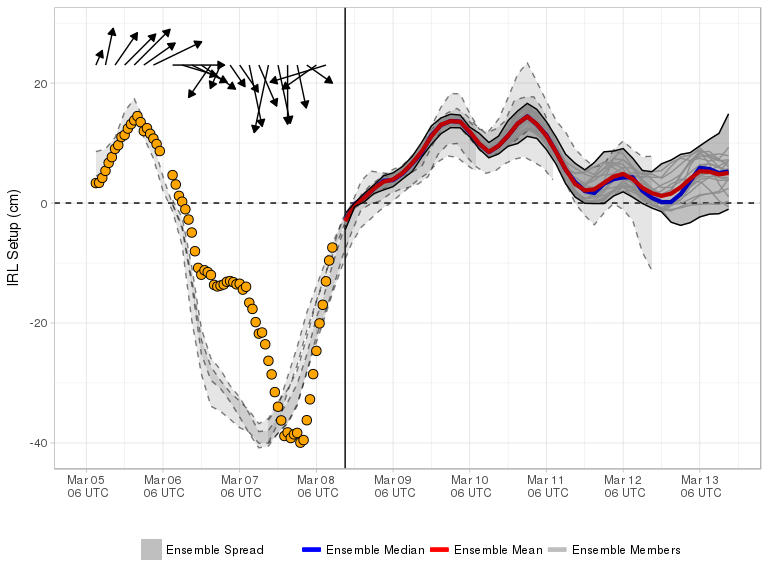 IRL Setup (cm)
20
0
-20
-40
Mar 05 Mar 06 Mar 07 Mar 08 Mar 09 Mar 10 Mar 11 Mar 12 Mar 13
06 UTC 06 UTC 06 UTC 06 UTC 06 UTC 06 UTC 06 UTC 06 UTC 06 UTC
Ensemble Spread Ensemble Median Ensemble Mean Ensemble Members